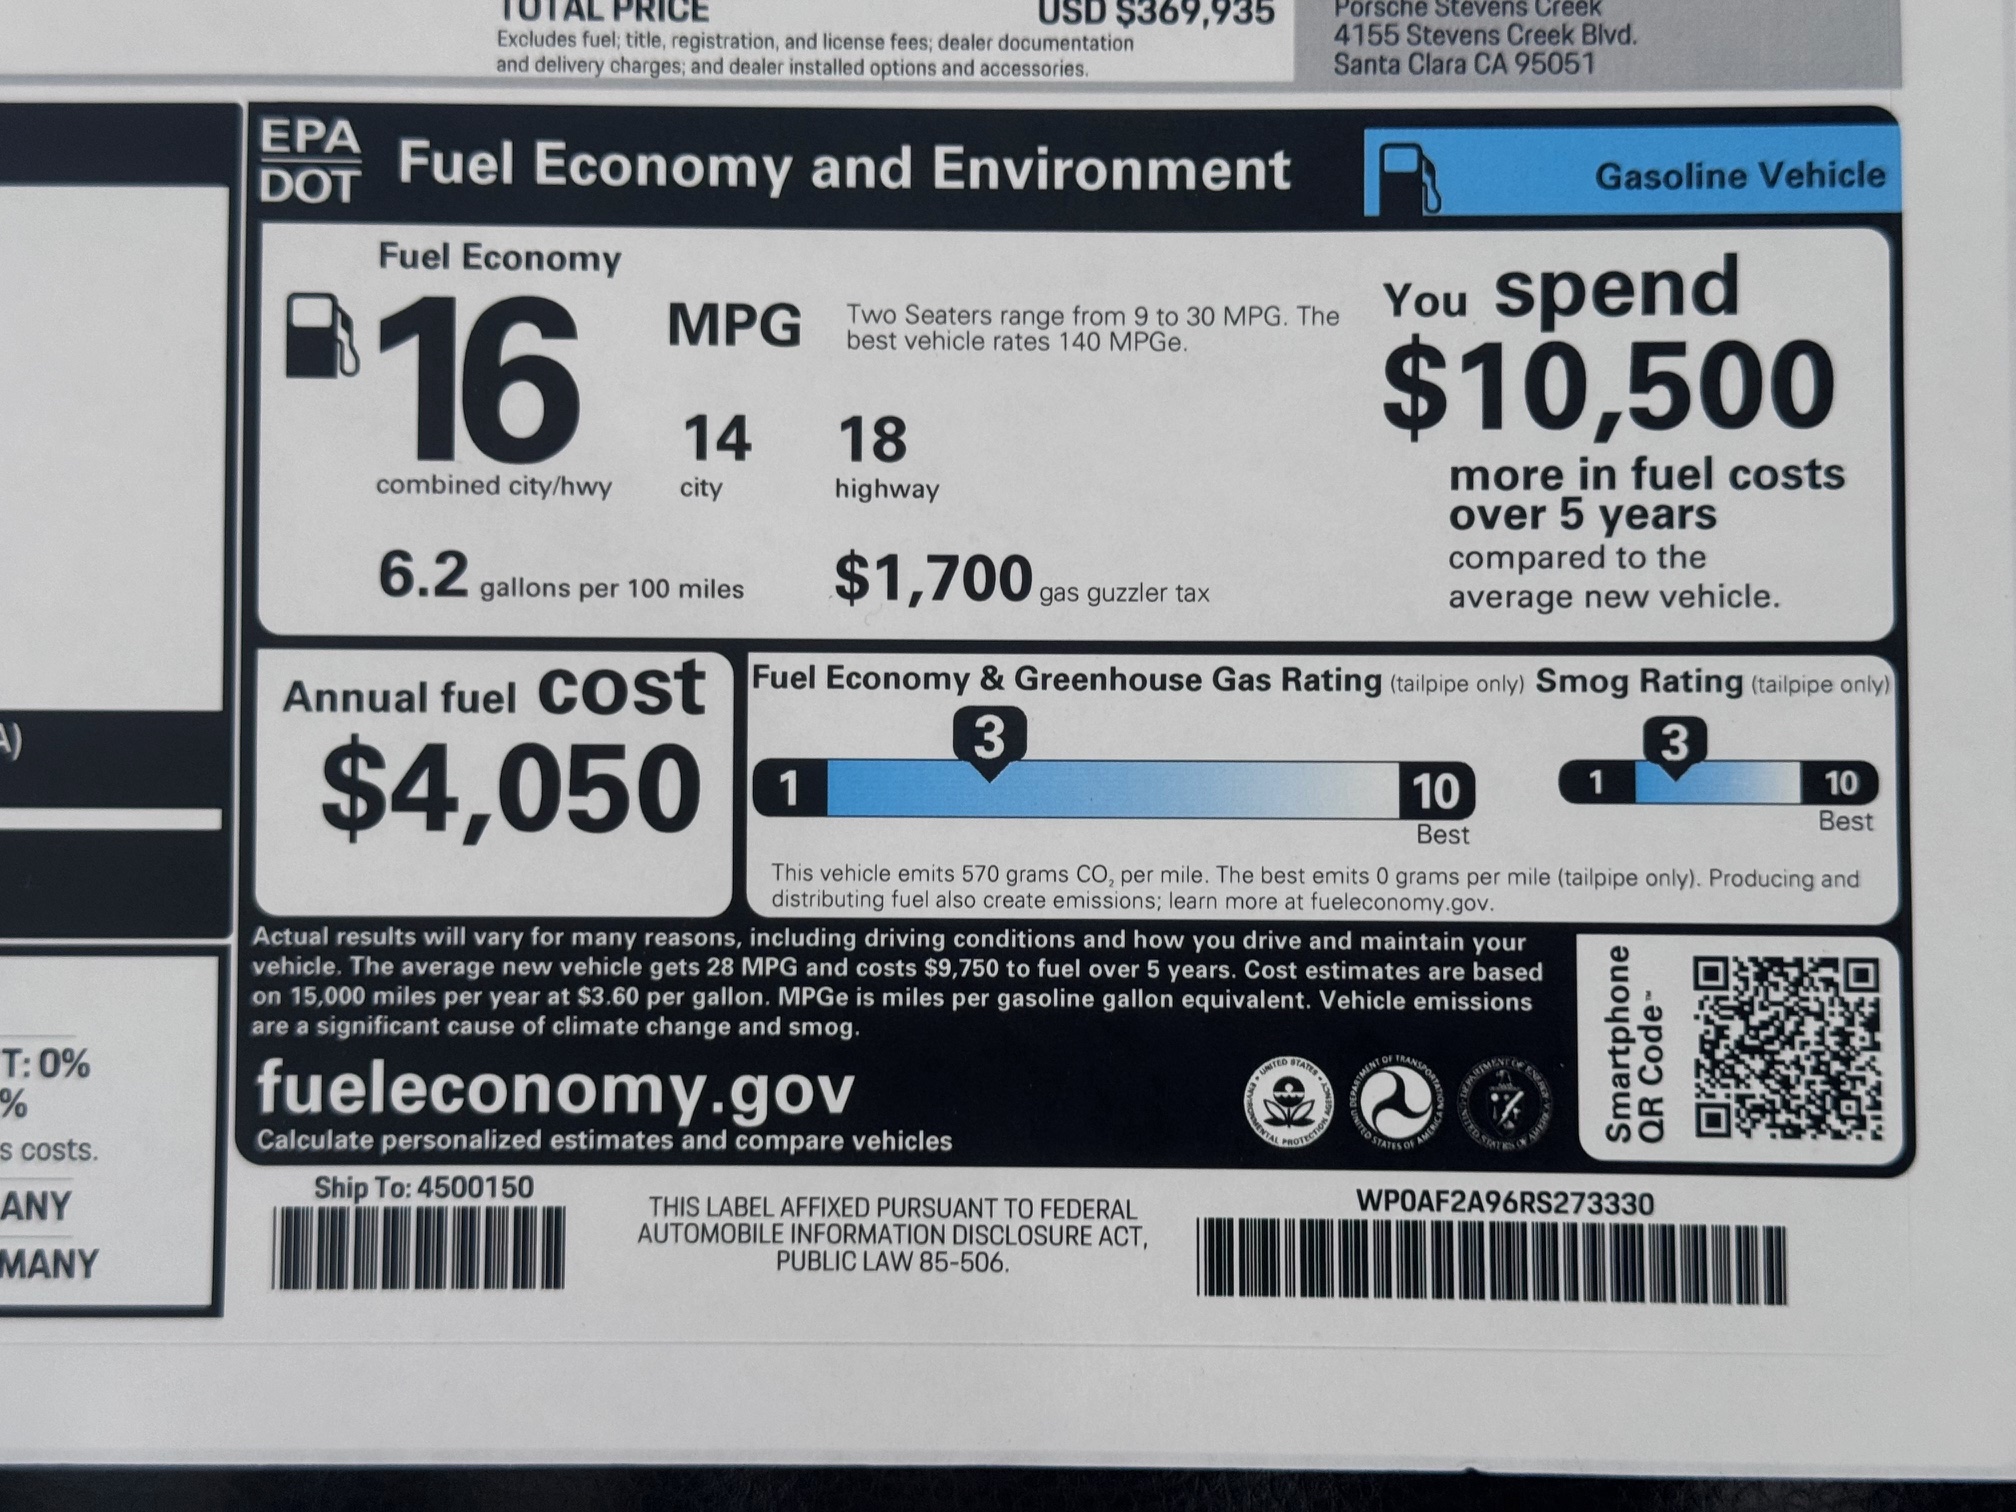 TOTAL PRICE USD $369,935
Excludes fuel; title, registration, and license fees; dealer documentation
and delivery charges; and dealer installed options and accessories.
Porsche Stevens Creek
4155 Stevens Creek Blvd.
Santa Clara CA 95051
EPA
DOT
Fuel Economy and Environment
Gasoline Vehicle
Fuel Economy
16 MPG
combined city/hwy
14
city
18
highway
Two Seaters range from 9 to 30 MPG. The
best vehicle rates 140 MPGe.
6.2 gallons per 100 miles
$1,700 gas guzzler tax
You spend
$10,500
more in fuel costs
over 5 years
compared to the
average new vehicle.
Annual fuel cost
$4,050
Fuel Economy & Greenhouse Gas Rating (tailpipe only)
3
1 10
Best
Smog Rating (tailpipe only)
3
1 10
Best
This vehicle emits 570 grams CO₂ per mile. The best emits 0 grams per mile (tailpipe only). Producing and
distributing fuel also create emissions; learn more at fueleconomy.gov.
Actual results will vary for many reasons, including driving conditions and how you drive and maintain your
vehicle. The average new vehicle gets 28 MPG and costs $9,750 to fuel over 5 years. Cost estimates are based
on 15,000 miles per year at $3.60 per gallon. MPGe is miles per gasoline gallon equivalent. Vehicle emissions
are a significant cause of climate change and smog.
fueleconomy.gov
Calculate personalized estimates and compare vehicles
Smartphone
QR Code™
A)
T: 0%
%
s costs.
ANY
MANY
Ship To: 4500150
THIS LABEL AFFIXED PURSUANT TO FEDERAL
AUTOMOBILE INFORMATION DISCLOSURE ACT,
PUBLIC LAW 85-506.
WP0AF2A96RS273330